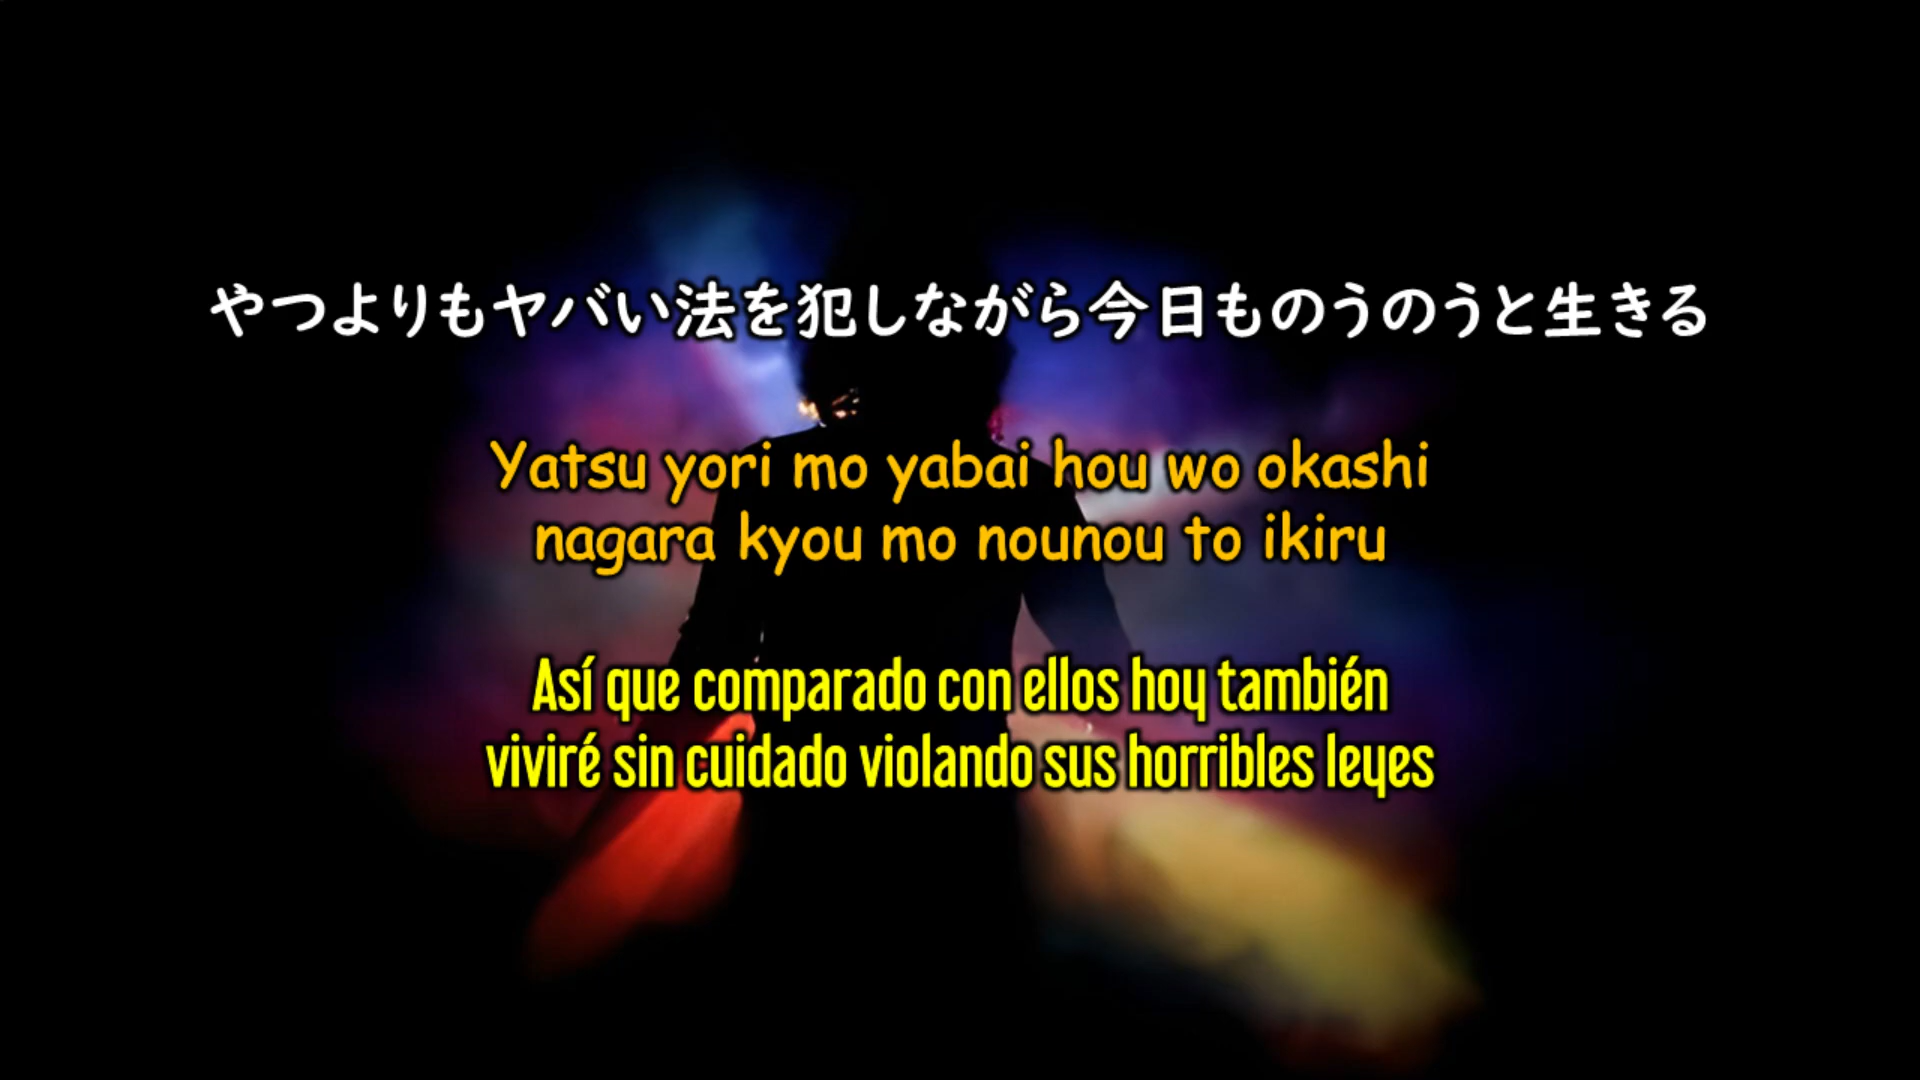 やつよりもヤバい法を犯しながら今日ものうのうと生きる
Yatsu yori mo yabai hou wo okashi
nagara kyou mo nounou to ikiru
Así que comparado con ellos hoy también
viviré sin cuidado violando sus horribles leyes